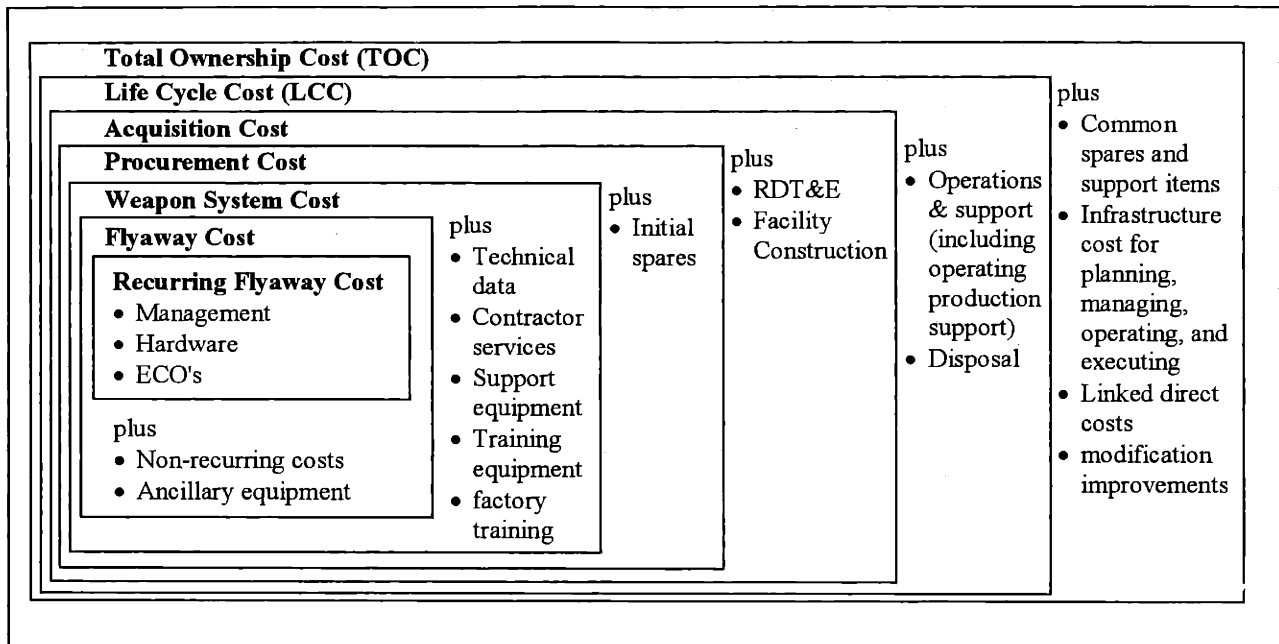 Total Ownership Cost (TOC)
Life Cycle Cost (LCC)
Acquisition Cost
Procurement Cost
Weapon System Cost
Flyaway Cost
Recurring Flyaway Cost
• Management
• Hardware
• ECO's
plus
• Non-recurring costs
• Ancillary equipment
plus
• Technical
data
• Contractor
services
• Support
equipment
• Training
equipment
• factory
training
plus
• Initial
spares
plus
• RDT&E
• Facility
Construction
plus
• Operations
& support
(including
operating
production
support)
• Disposal
plus
• Common
spares and
support items
• Infrastructure
cost for
planning,
managing,
operating, and
executing
• Linked direct
costs
• modification
improvements